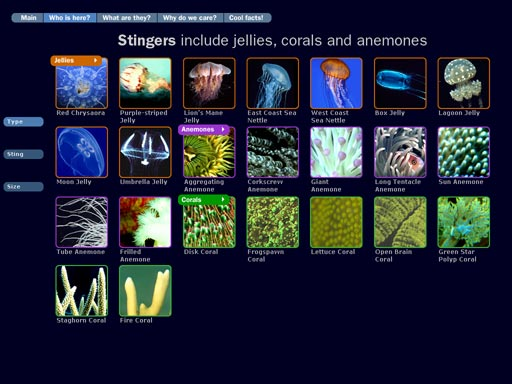 Main Who is here? What are they? Why do we care? Cool facts!
Stingers include jellies, corals and anemones
Jellies
Red Chrysaora Purple-striped Jelly Lion's Mane Jelly East Coast Sea Nettle West Coast Sea Nettle Box Jelly Lagoon Jelly
Type
Anemones
Sting
Moon Jelly Umbrella Jelly Aggregating Anemone Corkscrew Anemone Giant Anemone Long Tentacle Anemone Sun Anemone
Size
Corals
Tube Anemone Frilled Anemone Disk Coral Frogspawn Coral Lettuce Coral Open Brain Coral Green Star Polyp Coral
Staghorn Coral Fire Coral